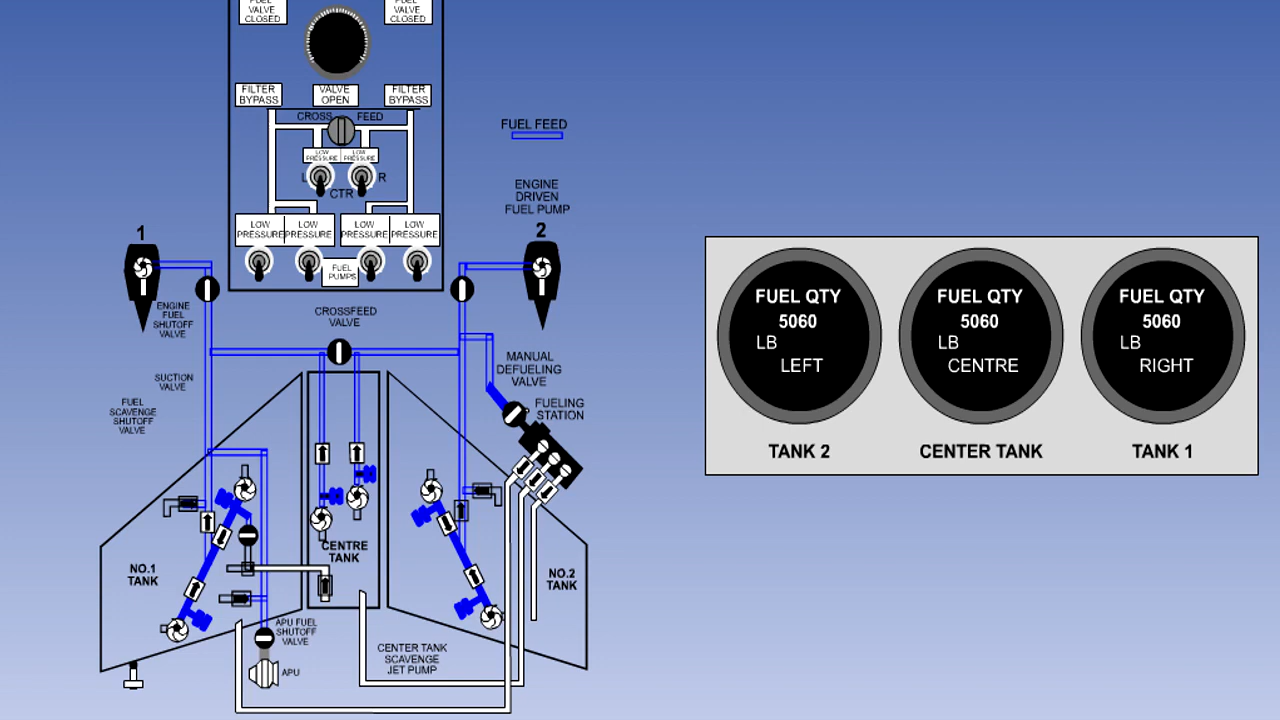 FUEL
VALVE
CLOSED
FUEL
VALVE
CLOSED
FILTER
BYPASS
VALVE
OPEN
FILTER
BYPASS
CROSS FEED
LOW
PRESSURE
LOW
PRESSURE
L R
CTR
LOW
PRESSURE
LOW
PRESSURE
LOW
PRESSURE
LOW
PRESSURE
FUEL
PUMPS
FUEL FEED
ENGINE
DRIVEN
FUEL PUMP
1
2
ENGINE
FUEL
SHUTOFF
VALVE
CROSSFEED
VALVE
SUCTION
VALVE
FUEL
SCAVENGE
SHUTOFF
VALVE
MANUAL
DEFUELING
VALVE
FUELING
STATION
CENTRE
TANK
NO.1
TANK
NO.2
TANK
APU FUEL
SHUTOFF
VALVE
APU
CENTER TANK
SCAVENGE
JET PUMP
FUEL QTY
5060
LB
LEFT
TANK 2
FUEL QTY
5060
LB
CENTRE
CENTER TANK
FUEL QTY
5060
LB
RIGHT
TANK 1